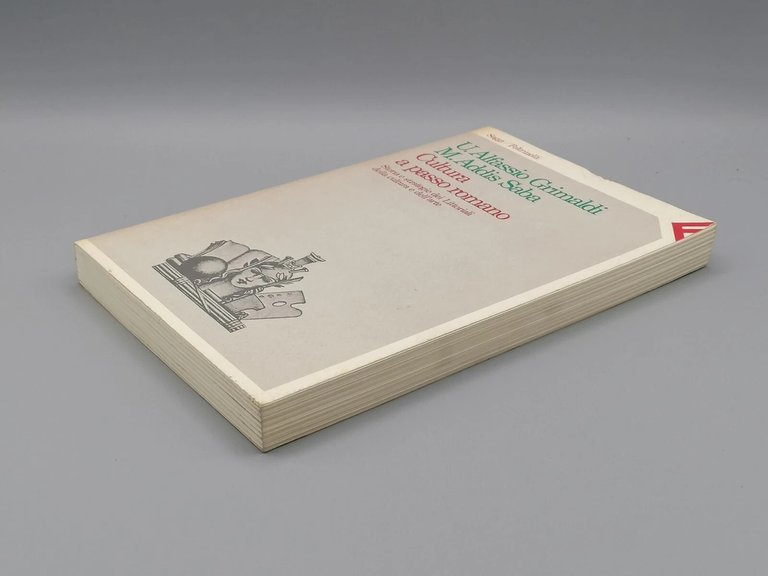 Saggi Feltrinelli
U. Alfassio Grimaldi
M. Addis Saba
Cultura
a passo romano
Storia e strategie dei Littoriali
della cultura e dell'arte